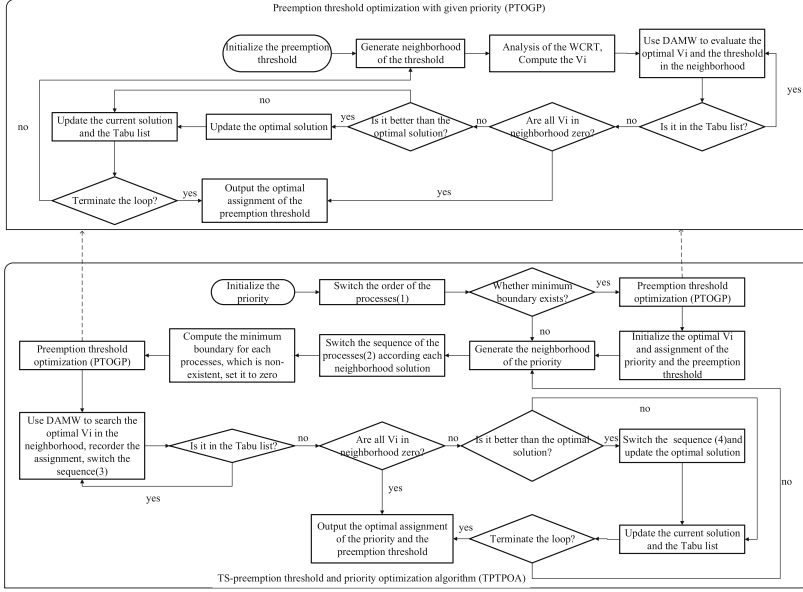 Preemption threshold optimization with given priority (PTOGP)
Initialize the preemption
threshold
Generate neighborhood
of the threshold
Analysis of the WCRT,
Compute the Vi
Use DAMW to evaluate the
optimal Vi and the threshold
in the neighborhood
yes
no
no
Update the current solution
and the Tabu list
Update the optimal solution
yes
Is it better than the
optimal solution?
no
Are all Vi in
neighborhood zero?
no
Is it in the Tabu list?
yes
Terminate the loop?
yes
Output the optimal
assignment of the
preemption threshold
Initialize the
priority
Switch the order of the
processes(1)
Whether minimum
boundary exists?
yes
Preemption threshold
optimization (PTOGP)
no
Preemption threshold
optimization (PTOGP)
Compute the minimum
boundary for each
processes, which is non-
existent, set it to zero
Switch the sequence of the
processes(2) according each
neighborhood solution
Generate the neighborhood
of the priority
Initialize the optimal Vi
and assignment of the
priority and the preemption
threshold
no
Use DAMW to search the
optimal Vi in the
neighborhood, recorder the
assignment, switch the
sequence(3)
Is it in the Tabu list?
no
Are all Vi in
neighborhood zero?
no
Is it better than the optimal
solution?
yes
Switch the sequence (4)and
update the optimal solution
yes
yes
no
Output the optimal assignment
of the priority and the
preemption threshold
yes
Terminate the loop?
Update the current solution
and the Tabu list
TS-preemption threshold and priority optimization algorithm (TPTPOA)